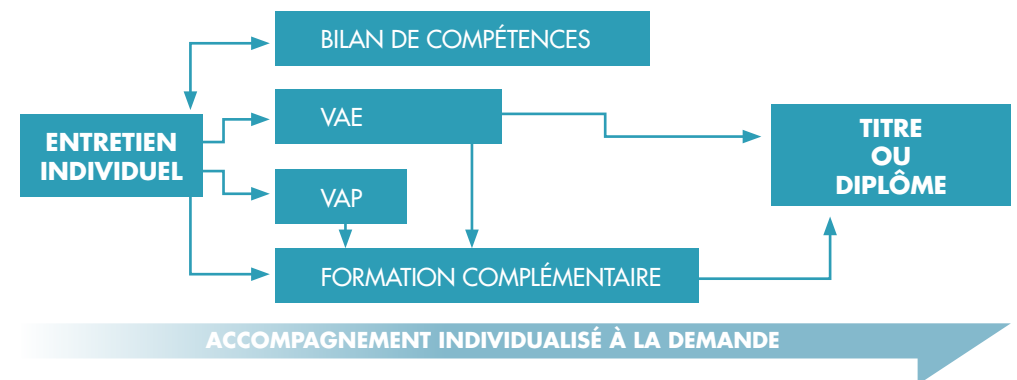 BILAN DE COMPÉTENCES
VAE
ENTRETIEN
INDIVIDUEL
TITRE
OU
DIPLÔME
VAP
FORMATION COMPLÉMENTAIRE
ACCOMPAGNEMENT INDIVIDUALISÉ À LA DEMANDE